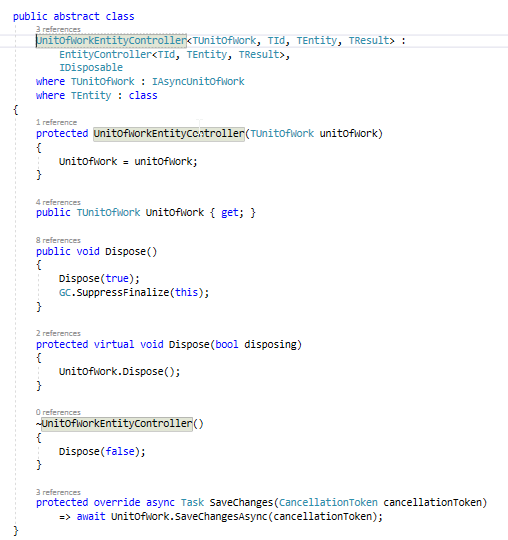 public abstract class
3 references
UnitOfWorkEntityController<TUnitOfWork, TId, TEntity, TResult> :
EntityController<TId, TEntity, TResult>,
IDisposable
where TUnitOfWork : IAsyncUnitOfWork
where TEntity : class
{
1 reference
protected UnitOfWorkEntityController(TUnitOfWork unitOfWork)
{
UnitOfWork = unitOfWork;
}
4 references
public TUnitOfWork UnitOfWork { get; }
8 references
public void Dispose()
{
Dispose(true);
GC.SuppressFinalize(this);
}
2 references
protected virtual void Dispose(bool disposing)
{
UnitOfWork.Dispose();
}
0 references
~UnitOfWorkEntityController()
{
Dispose(false);
}
3 references
protected override async Task SaveChanges(CancellationToken cancellationToken)
=> await UnitOfWork.SaveChangesAsync(cancellationToken);
}